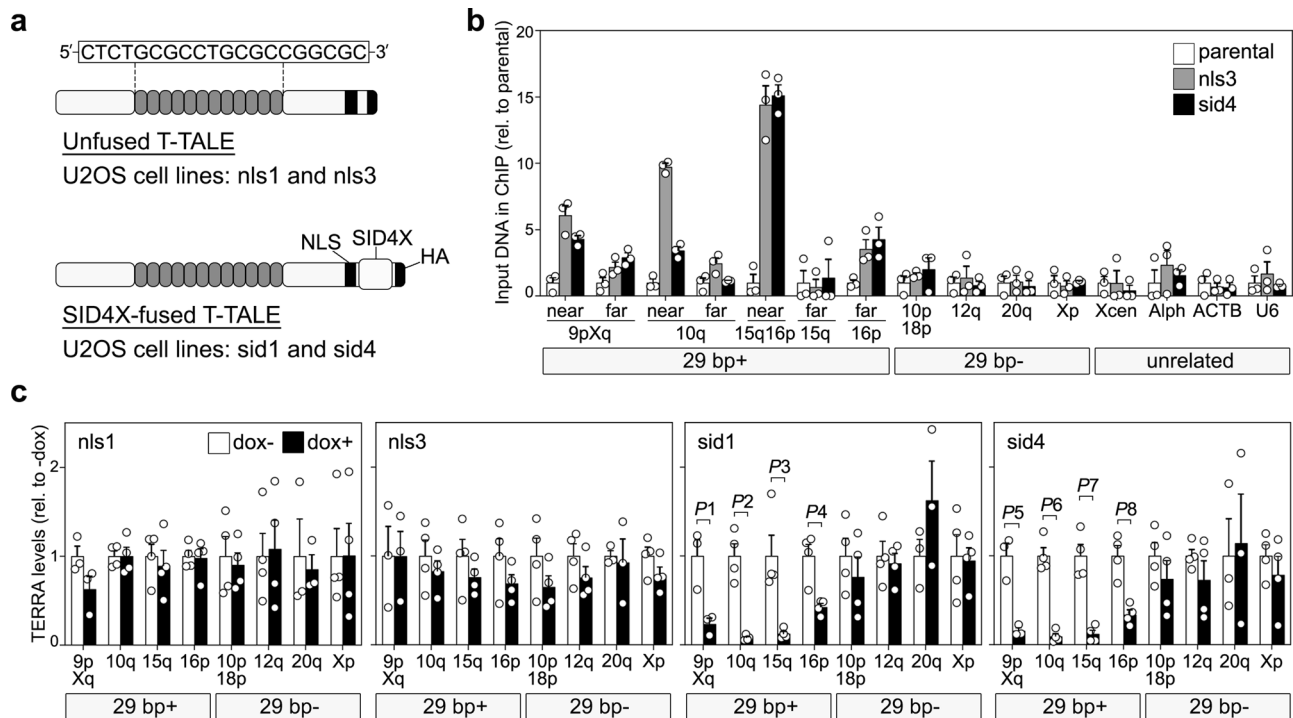 a
5′-CTCTGCGCCTGCGCCGGCGC-3′
Unfused T-TALE
U2OS cell lines: nls1 and nls3
NLS SID4X HA
SID4X-fused T-TALE
U2OS cell lines: sid1 and sid4
b
Input DNA in ChIP (rel. to parental)
20
15
10
5
0
parental
nls3
sid4
near far near far near far far 10p 12q 20q Xp Xcen Alph ACTB U6
9pXq 10q 15q16p 15q 16p 18p
29 bp+ 29 bp- unrelated
c
TERRA levels (rel. to -dox)
2
1
0
nls1 dox- dox+
nls3
sid1
P1 P2 P3 P4
sid4
P5 P6 P7 P8
9p 10q 15q 16p 10p 12q 20q Xp 9p 10q 15q 16p 10p 12q 20q Xp 9p 10q 15q 16p 10p 12q 20q Xp 9p 10q 15q 16p 10p 12q 20q Xp
Xq 18p Xq 18p Xq 18p Xq 18p
29 bp+ 29 bp- 29 bp+ 29 bp- 29 bp+ 29 bp- 29 bp+ 29 bp-